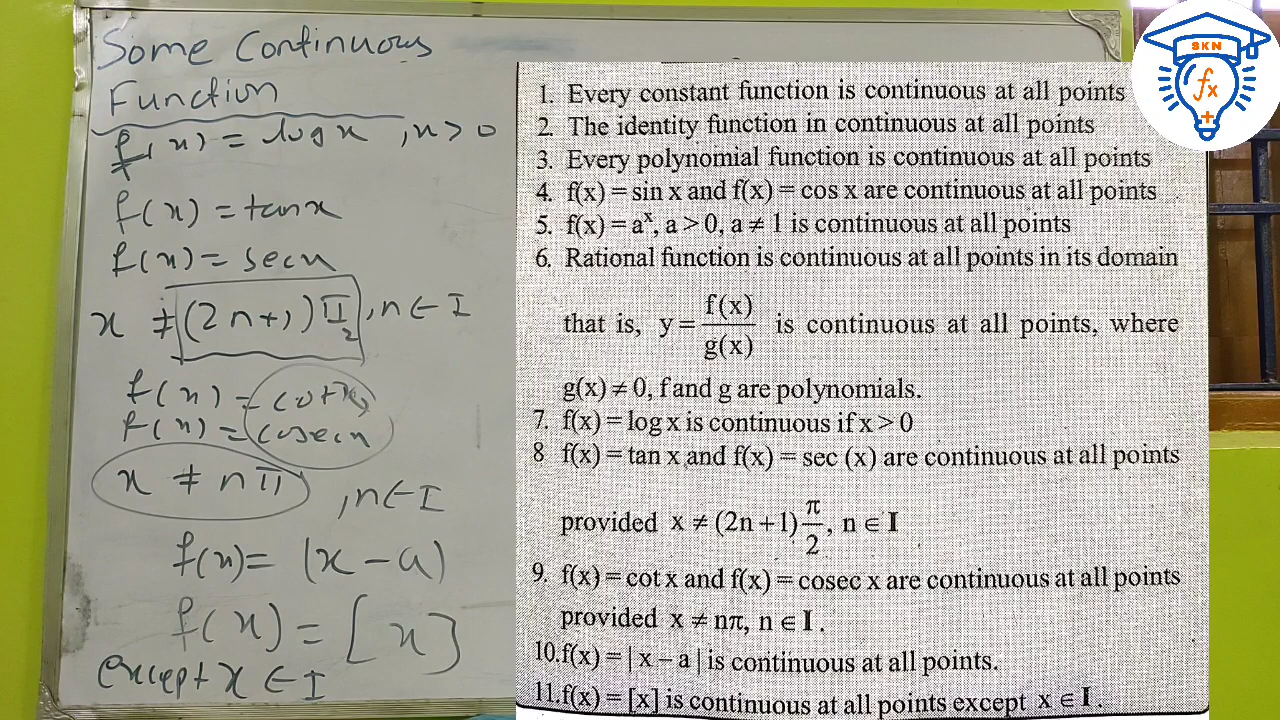 Some Continuous
Function
f(x) = log x , x > 0
f(x) = tan x
f(x) = sec x
x ≠ (2n+1) π/2 , n ∈ I
f(x) = cot x
f(x) = cosec x
x ≠ nπ , n ∈ I
f(x) = |x - a|
f(x) = [x]
except x ∈ I
1 Every constant function is continuous at all points
2. The identity function in continuous at all points
3. Every polynomial function is continuous at all points
4. f(x) = sin x and f(x) = cos x are continuous at all points
5. f(x) = aˣ, a > 0, a ≠ 1 is continuous at all points
6. Rational function is continuous at all points in its domain
that is, y = f(x)/g(x) is continuous at all points, where
g(x) ≠ 0, f and g are polynomials.
7. f(x) = log x is continuous if x > 0
8 f(x) = tan x and f(x) = sec (x) are continuous at all points
provided x ≠ (2n + 1) π/2, n ∈ I
9. f(x) = cot x and f(x) = cosec x are continuous at all points
provided x ≠ nπ, n ∈ I.
10. f(x) = | x – a | is continuous at all points.
11. f(x) = [x] is continuous at all points except x ∈ I.
SKN
fx
+